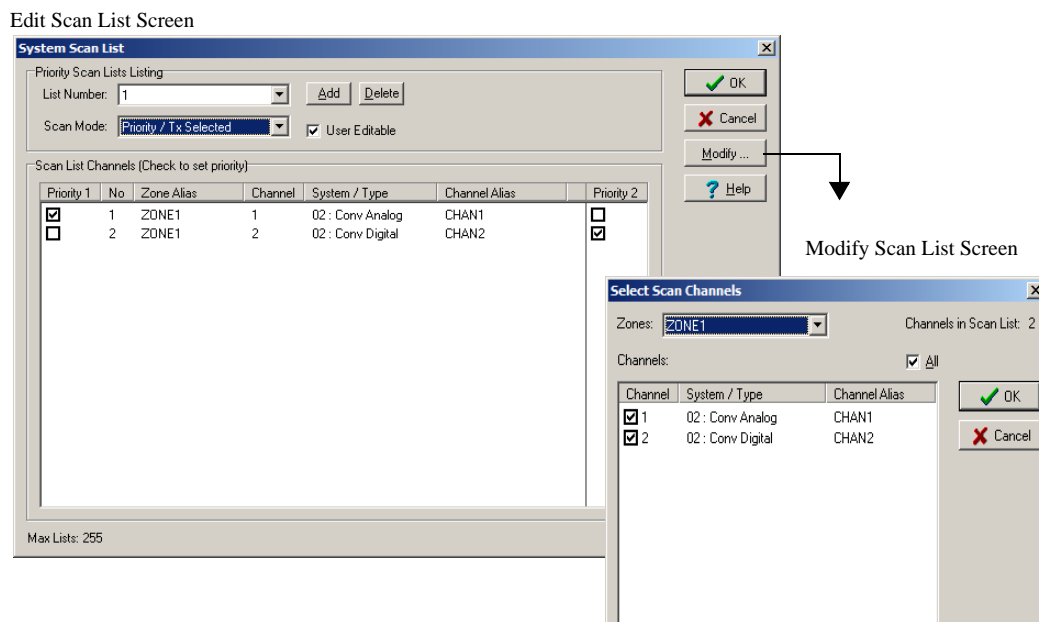 Edit Scan List Screen
System Scan List
Priority Scan Lists Listing
List Number: 1
Add Delete
Scan Mode: Priority / Tx Selected
User Editable
OK
Cancel
Modify ...
Help
Scan List Channels (Check to set priority)
Priority 1 No Zone Alias Channel System / Type Channel Alias Priority 2
1 ZONE1 1 02 : Conv Analog CHAN1
2 ZONE1 2 02 : Conv Digital CHAN2
Max Lists: 255
Modify Scan List Screen
Select Scan Channels
Zones: ZONE1 Channels in Scan List: 2
Channels: All
Channel System / Type Channel Alias
1 02 : Conv Analog CHAN1
2 02 : Conv Digital CHAN2
OK
Cancel